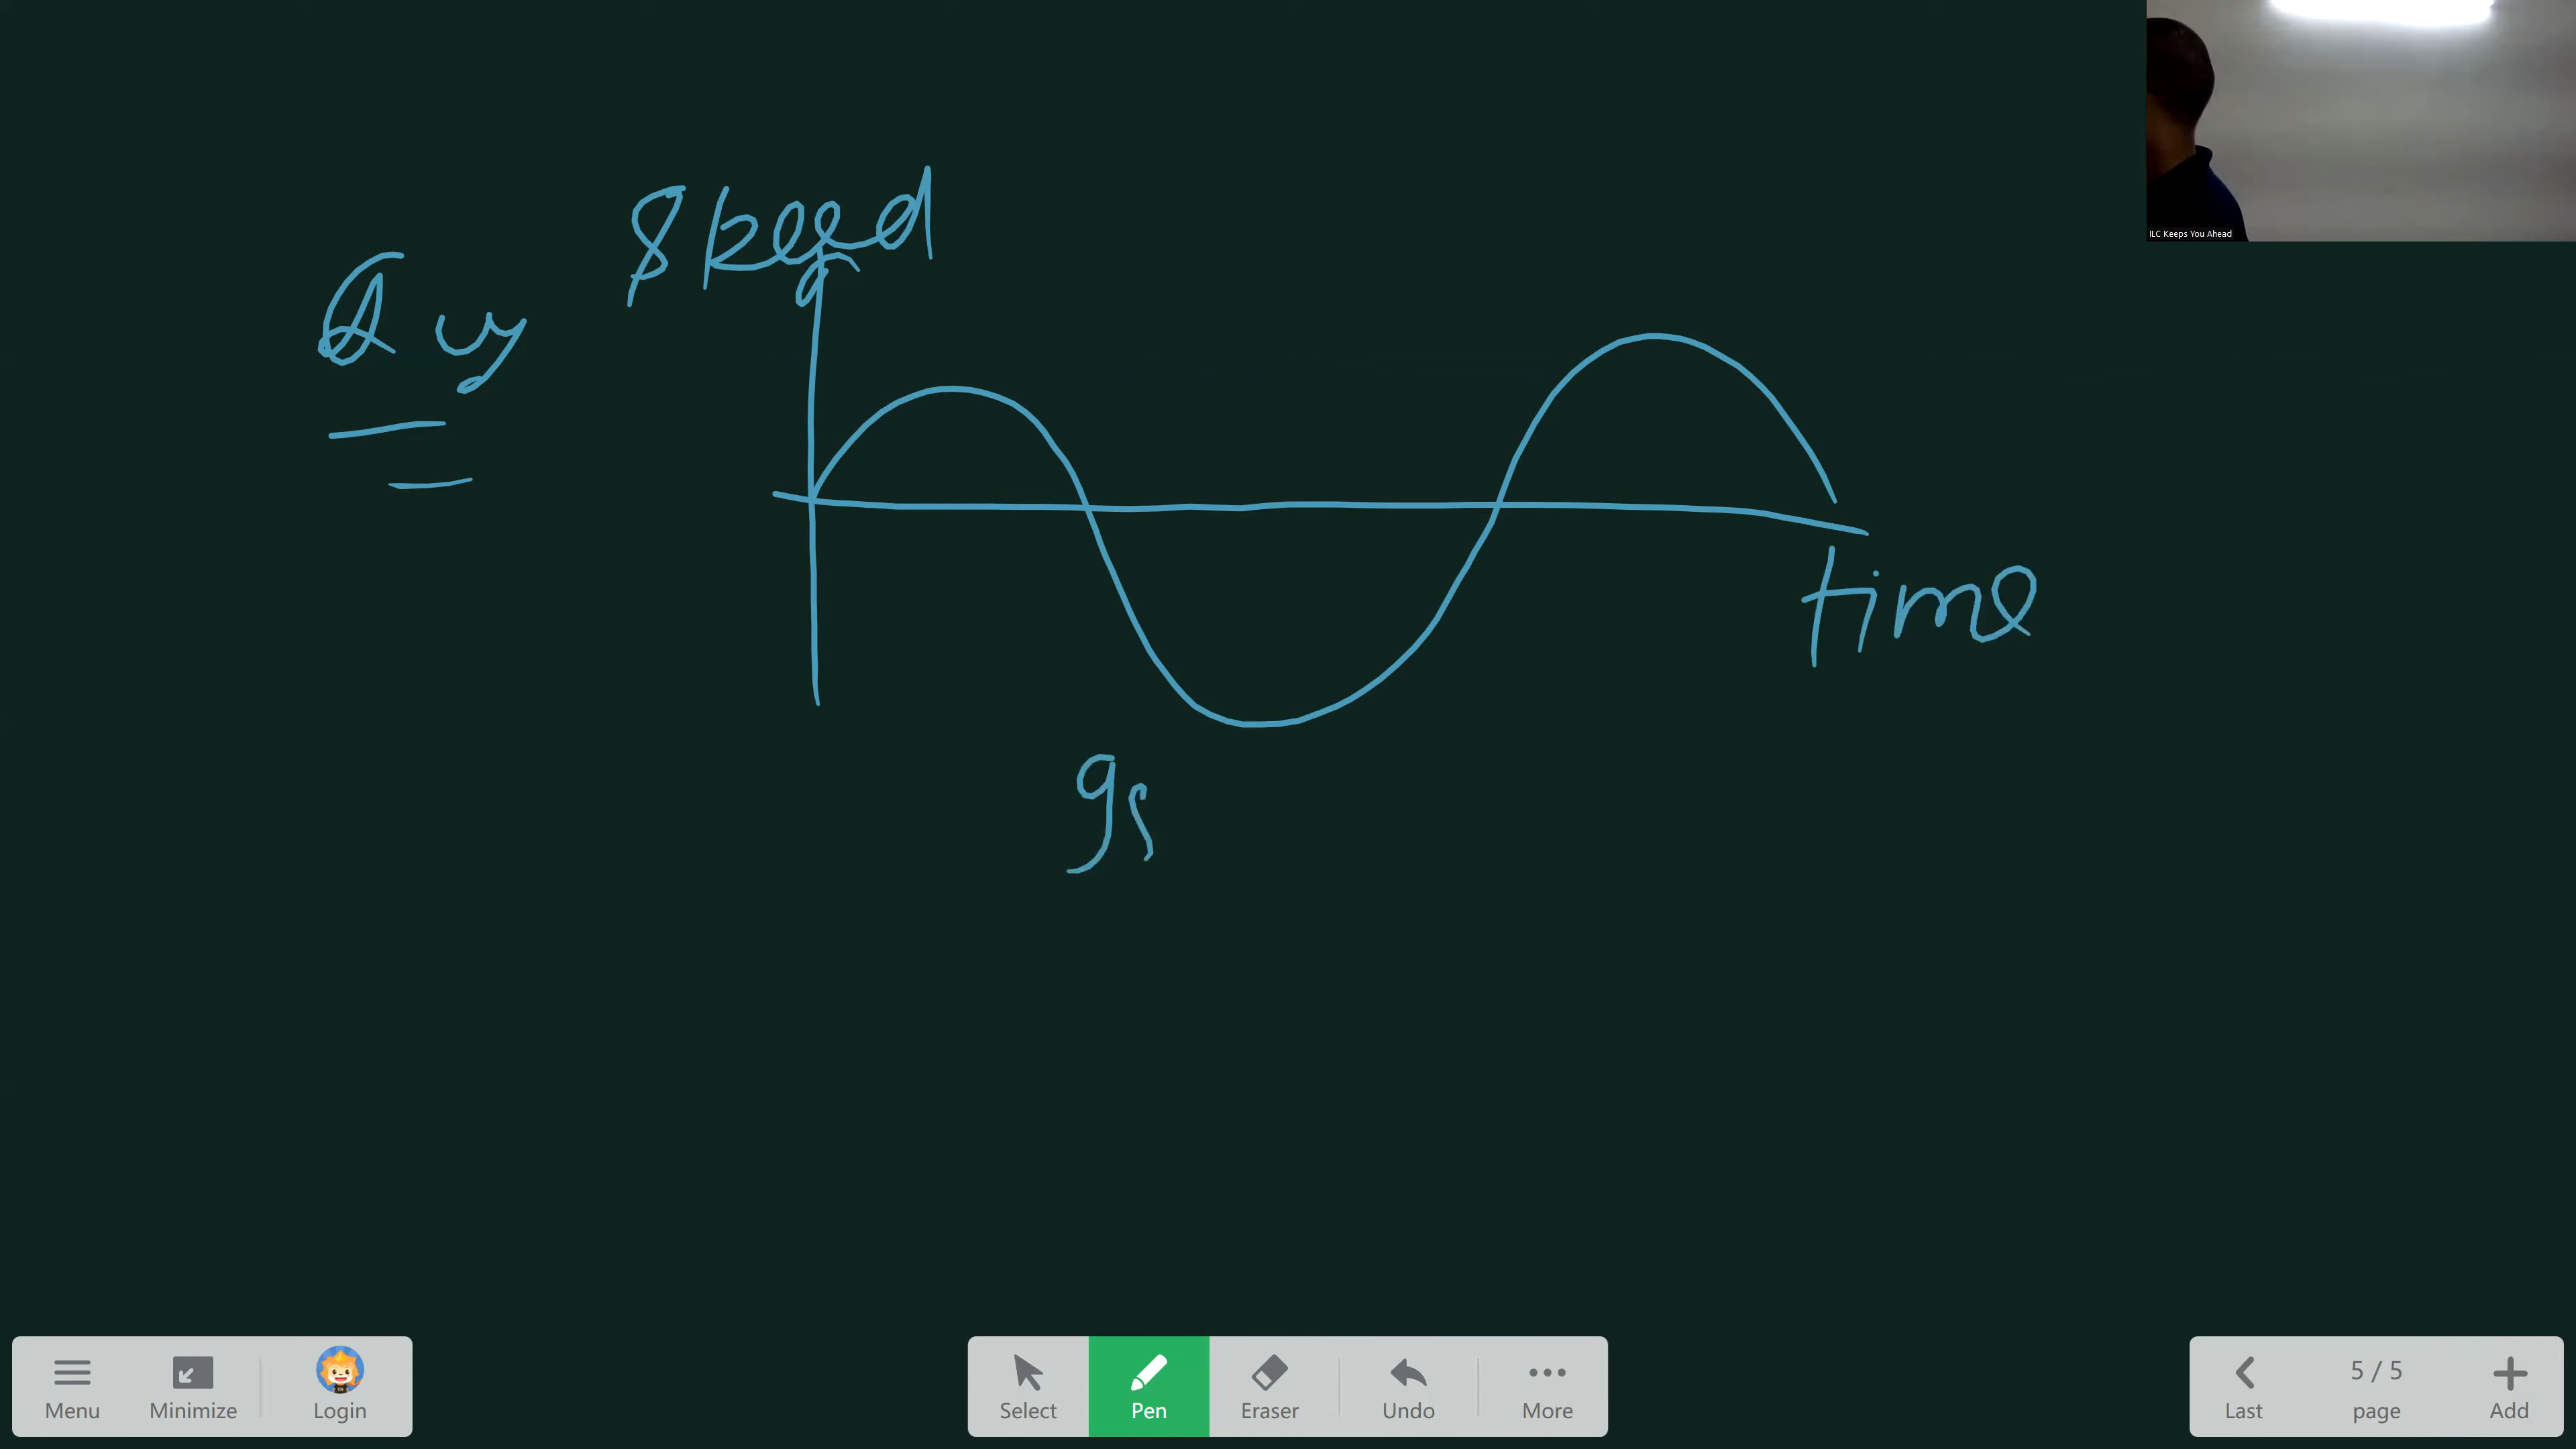 speed
Q
time
ILC Keeps You Ahead
Menu
Minimize
Login
Select
Pen
Eraser
Undo
More
Last
5 / 5
page
Add